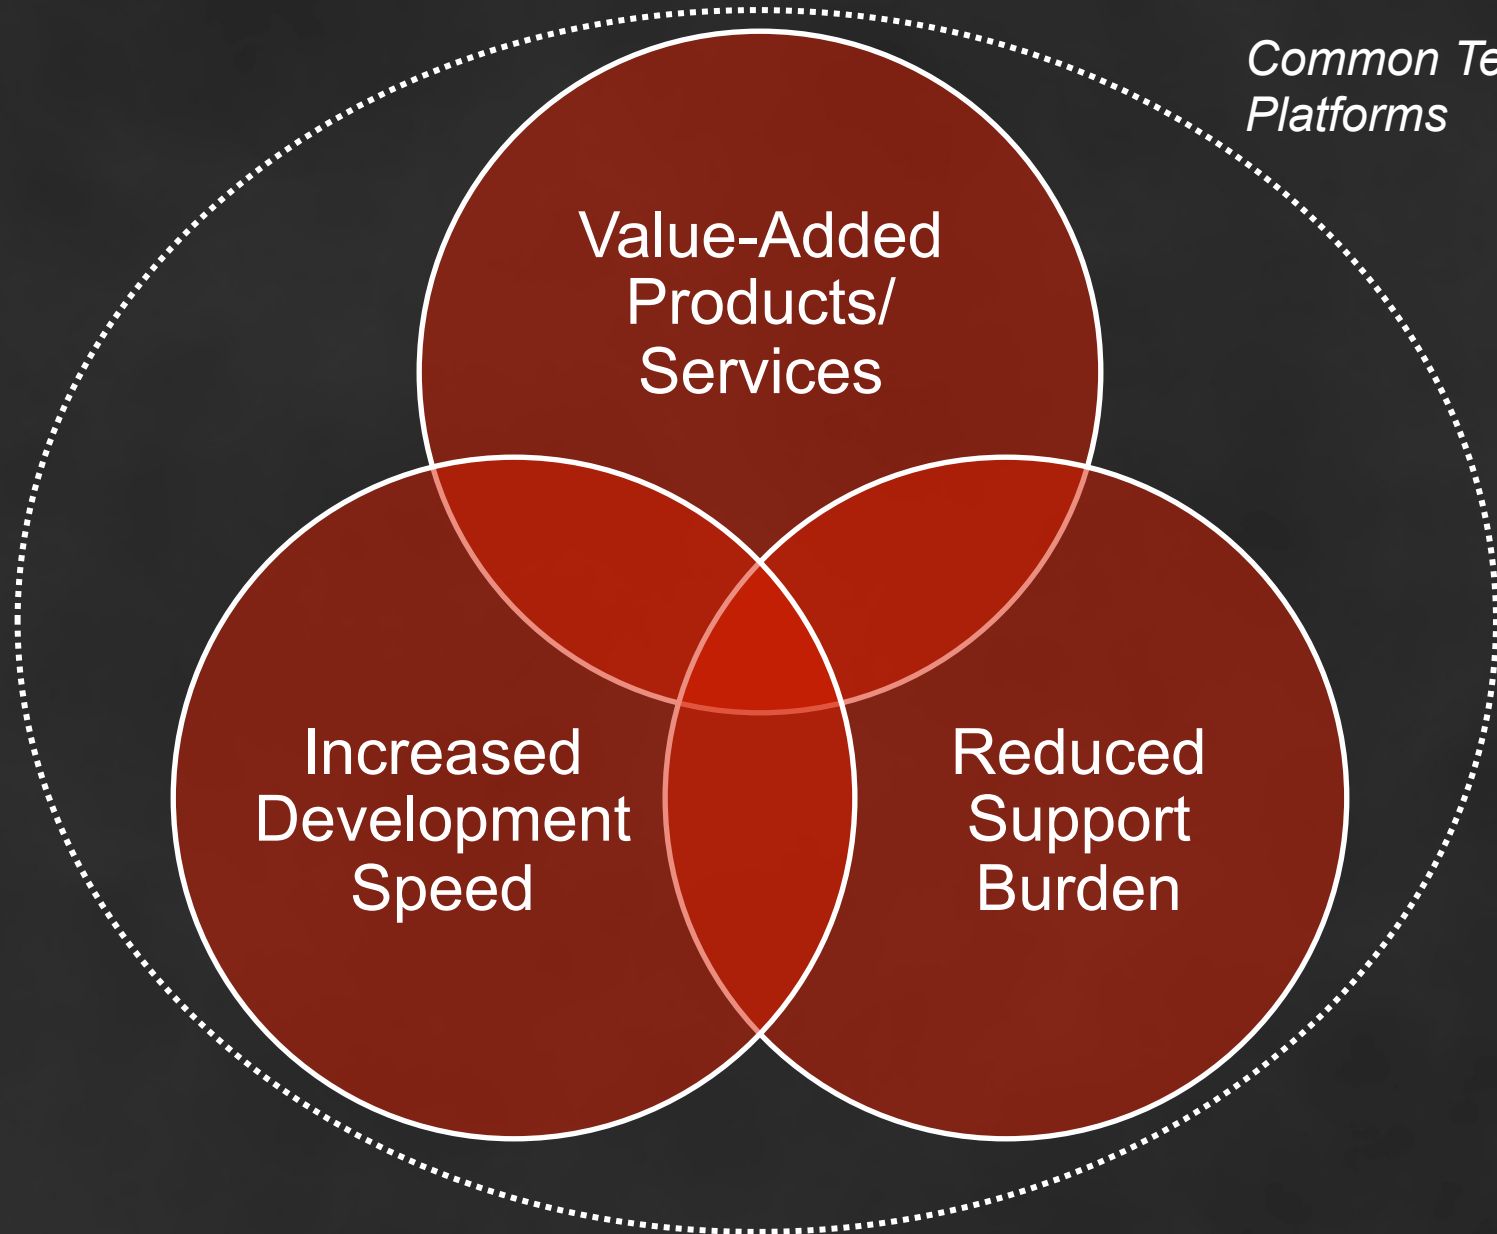 Common Te
Platforms
Value-Added
Products/
Services
Increased
Development
Speed
Reduced
Support
Burden